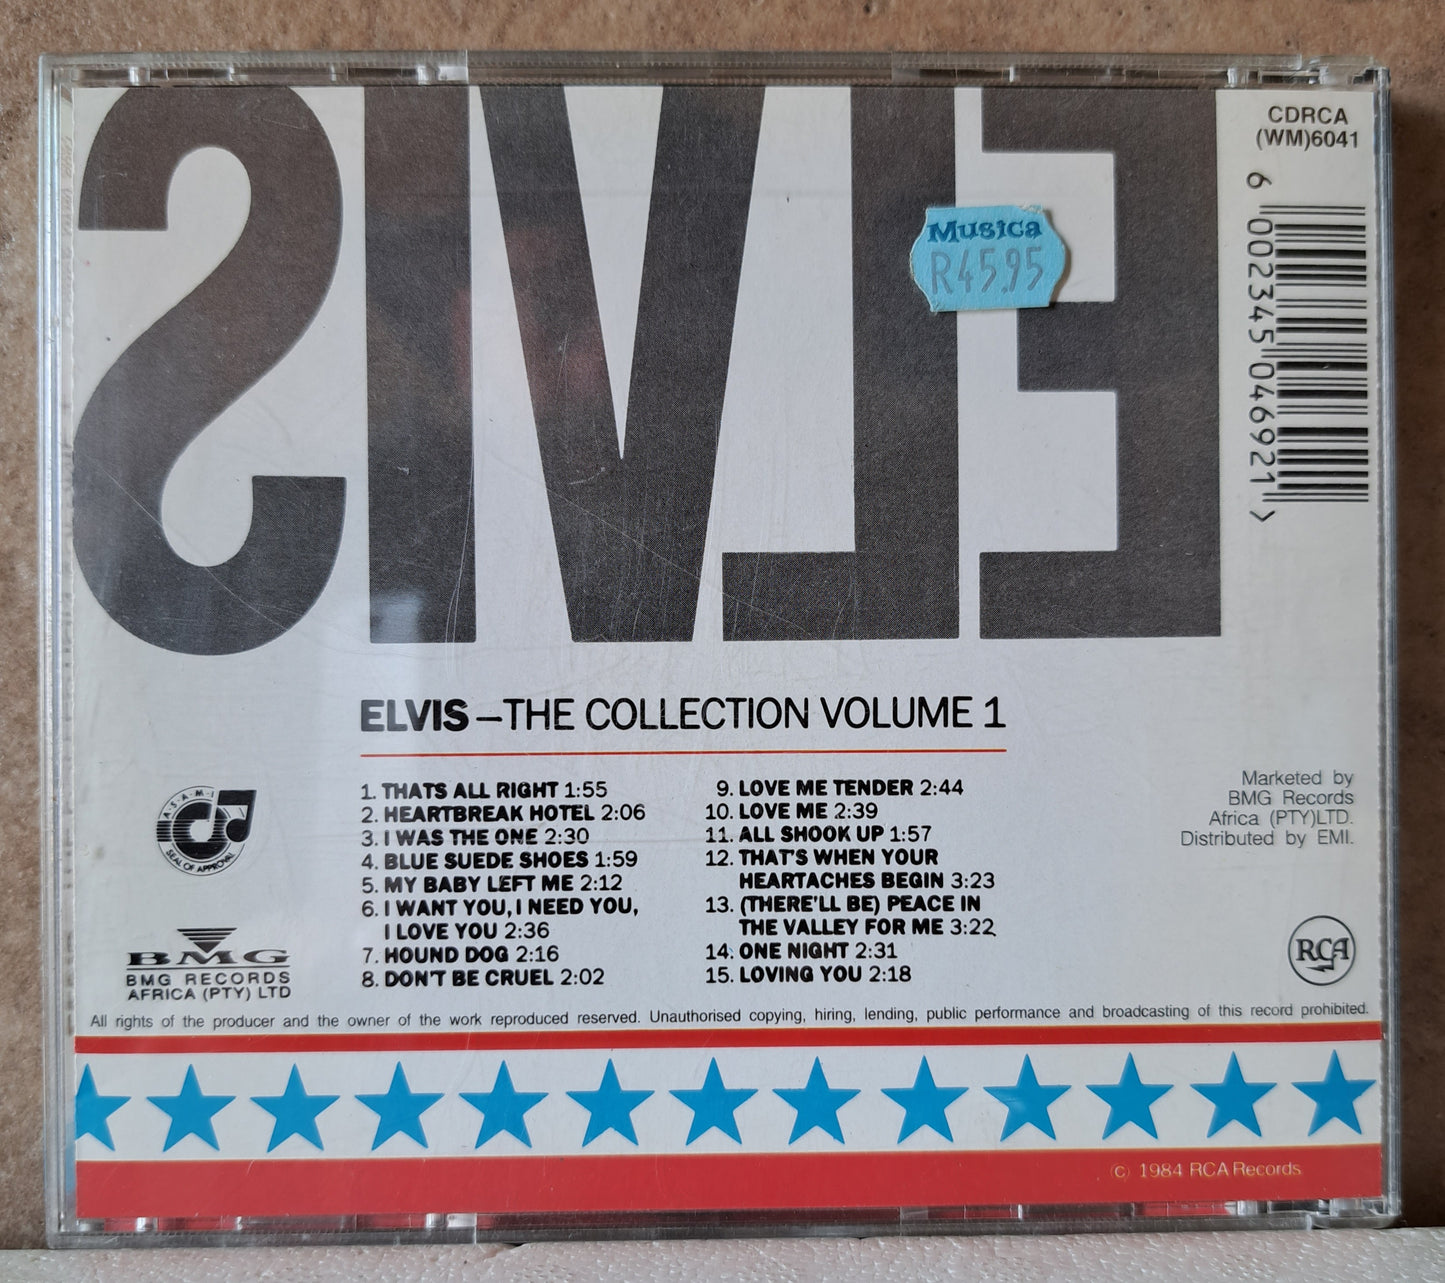 ELVIS
CDRCA
(WM)6041
6 002345 046921 >
Musica
R45.95
ELVIS – THE COLLECTION VOLUME 1
1. THATS ALL RIGHT 1:55
2. HEARTBREAK HOTEL 2:06
3. I WAS THE ONE 2:30
4. BLUE SUEDE SHOES 1:59
5. MY BABY LEFT ME 2:12
6. I WANT YOU, I NEED YOU,
I LOVE YOU 2:36
7. HOUND DOG 2:16
8. DON'T BE CRUEL 2:02
9. LOVE ME TENDER 2:44
10. LOVE ME 2:39
11. ALL SHOOK UP 1:57
12. THAT'S WHEN YOUR
HEARTACHES BEGIN 3:23
13. (THERE'LL BE) PEACE IN
THE VALLEY FOR ME 3:22
14. ONE NIGHT 2:31
15. LOVING YOU 2:18
A·S·A·M·I
SEAL OF APPROVAL
BMG
BMG RECORDS
AFRICA (PTY) LTD
Marketed by
BMG Records
Africa (PTY)LTD.
Distributed by EMI.
RCA
All rights of the producer and the owner of the work reproduced reserved. Unauthorised copying, hiring, lending, public performance and broadcasting of this record prohibited.
© 1984 RCA Records